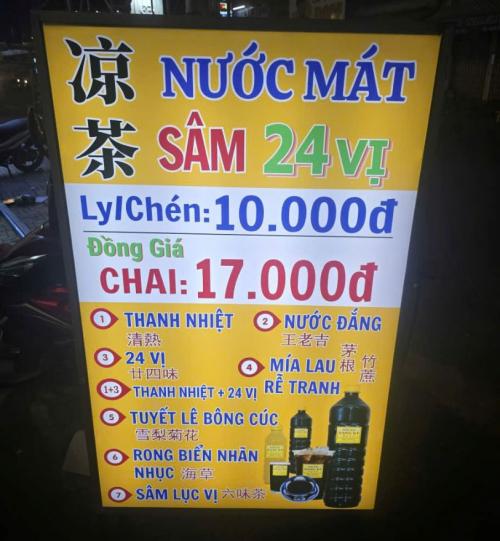 凉茶
NƯỚC MÁT
SÂM 24 VỊ
Ly/Chén: 10.000đ
Đồng Giá
CHAI: 17.000đ
1 THANH NHIỆT
清熱
2 NƯỚC ĐẮNG
王老吉
3 24 VỊ
廿四味
4 MÍA LAU 竹蔗
RỄ TRANH 茅根
1+3 THANH NHIỆT + 24 VỊ
5 TUYẾT LÊ BÔNG CÚC
雪梨菊花
6 RONG BIỂN NHÃN
NHỤC 海草
7 SÂM LỤC VỊ 六味茶